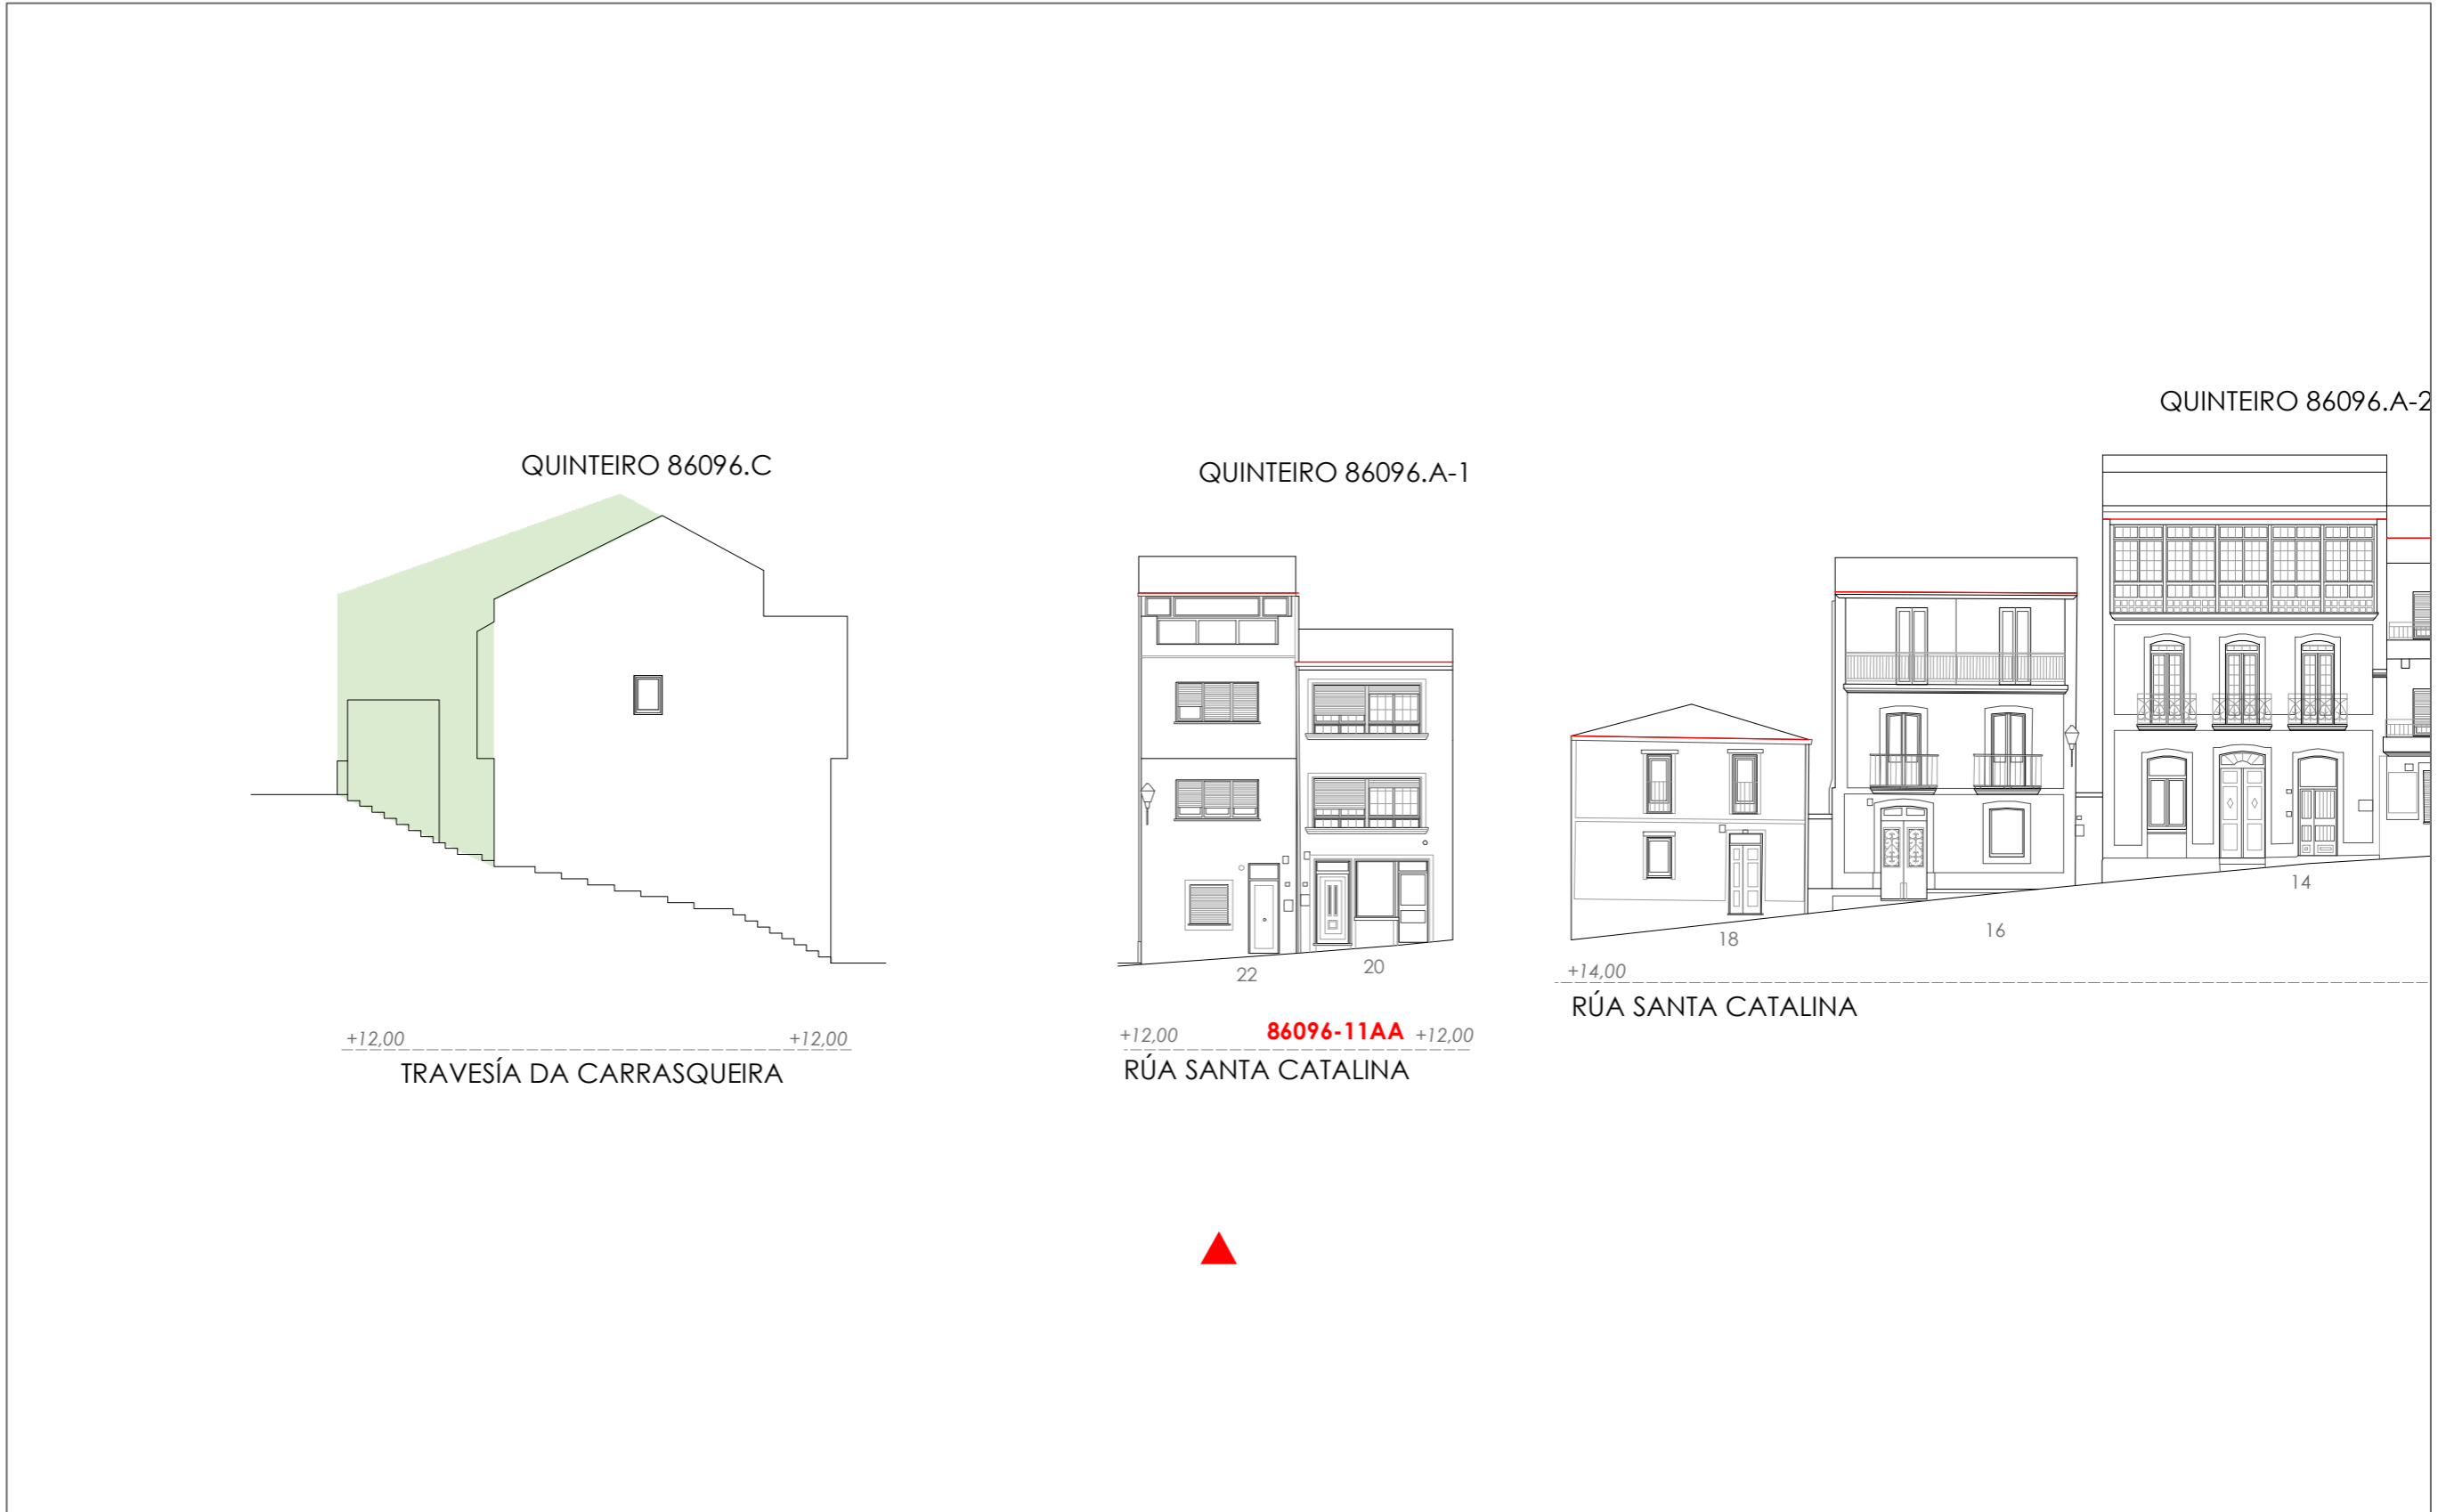 QUINTEIRO 86096.A-2
QUINTEIRO 86096.C
QUINTEIRO 86096.A-1
14
16
18
20
22
+14,00
RÚA SANTA CATALINA
+12,00
+12,00
TRAVESÍA DA CARRASQUEIRA
+12,00
86096-11AA
+12,00
RÚA SANTA CATALINA